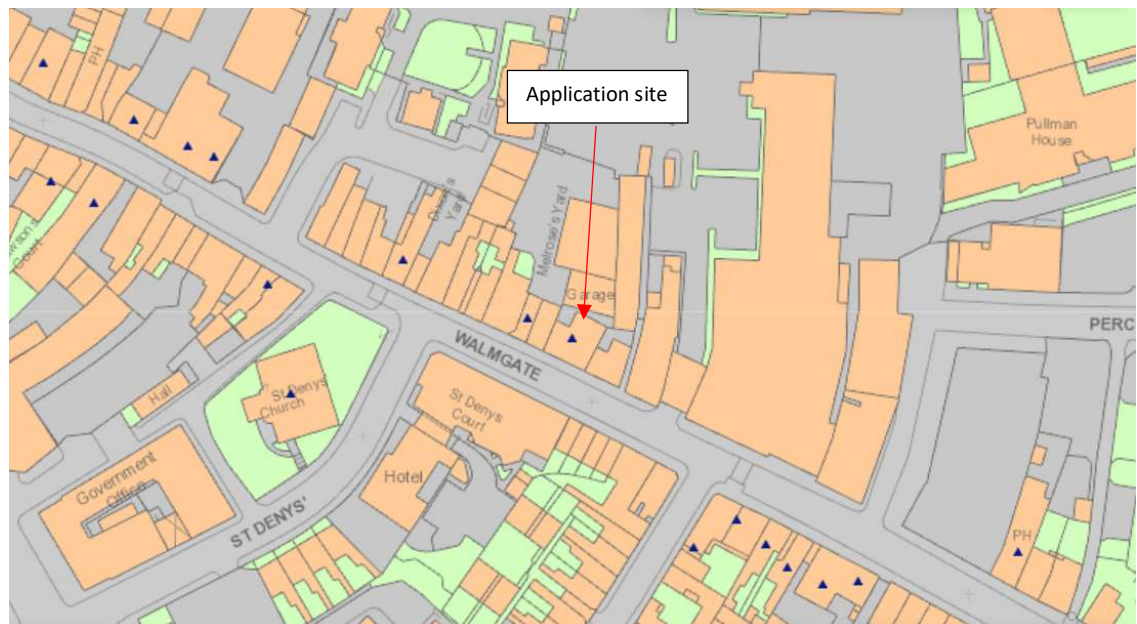 PH
Application site
Pullman
House
Melrose's Yard
Court
Garage
WALMGATE
PERC
St Denys
Church
Hall
St Denys
Court
Government
Office
Hotel
ST DENYS'
PH